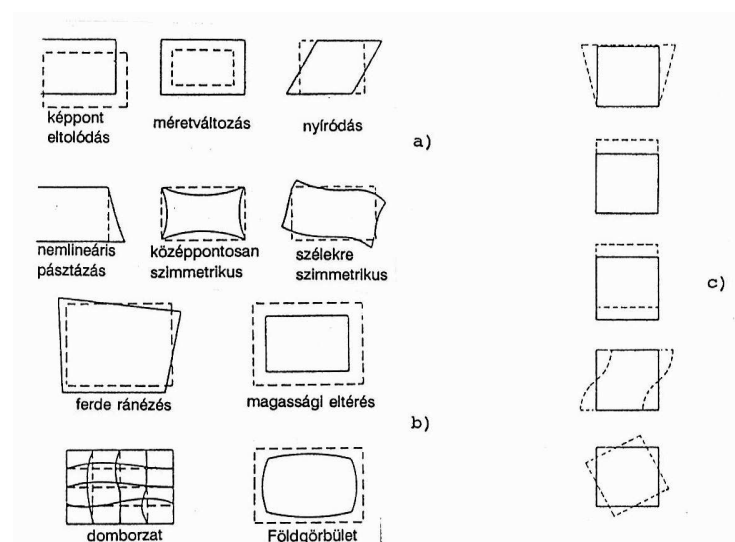 képpont
eltolódás
méretváltozás
nyíródás
a)
nemlineáris
pásztázás
középpontosan
szimmetrikus
szélekre
szimmetrikus
c)
ferde ránézés
magassági eltérés
b)
domborzat
Földgörbület